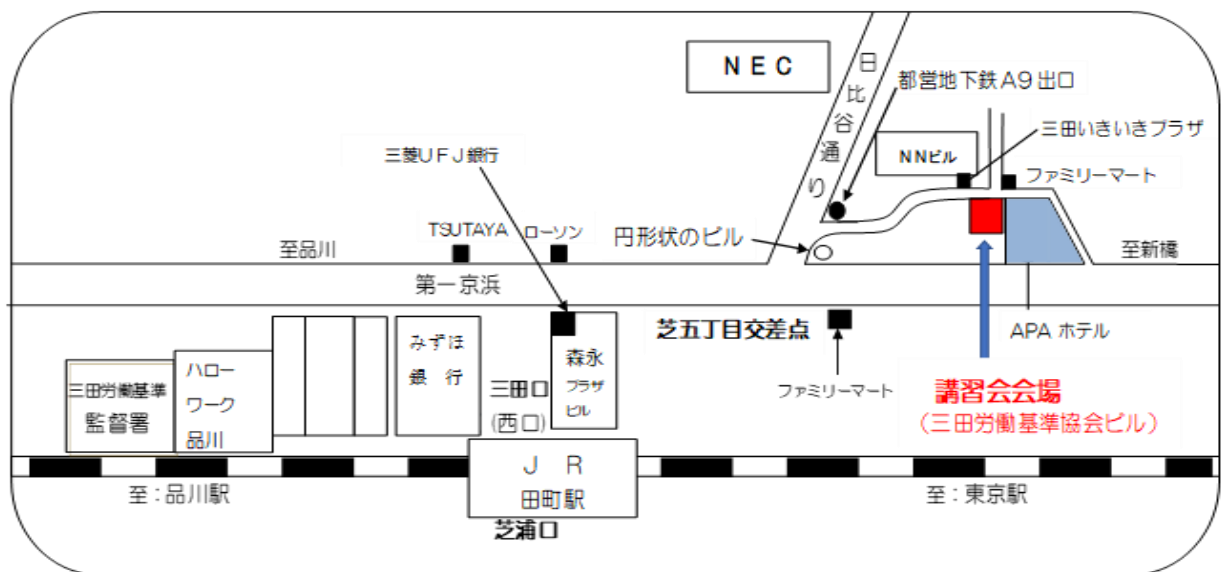 NEC
日比谷通り
都営地下鉄A9出口
三田いきいきプラザ
NNビル
ファミリーマート
三菱UFJ銀行
TSUTAYA
ローソン
円形状のビル
至品川
至新橋
第一京浜
芝五丁目交差点
APAホテル
みずほ
銀行
森永
プラザ
ビル
三田口
(西口)
ファミリーマート
講習会会場
(三田労働基準協会ビル)
三田労働基準
監督署
ハロー
ワーク
品川
JR
田町駅
至:品川駅
至:東京駅
芝浦口